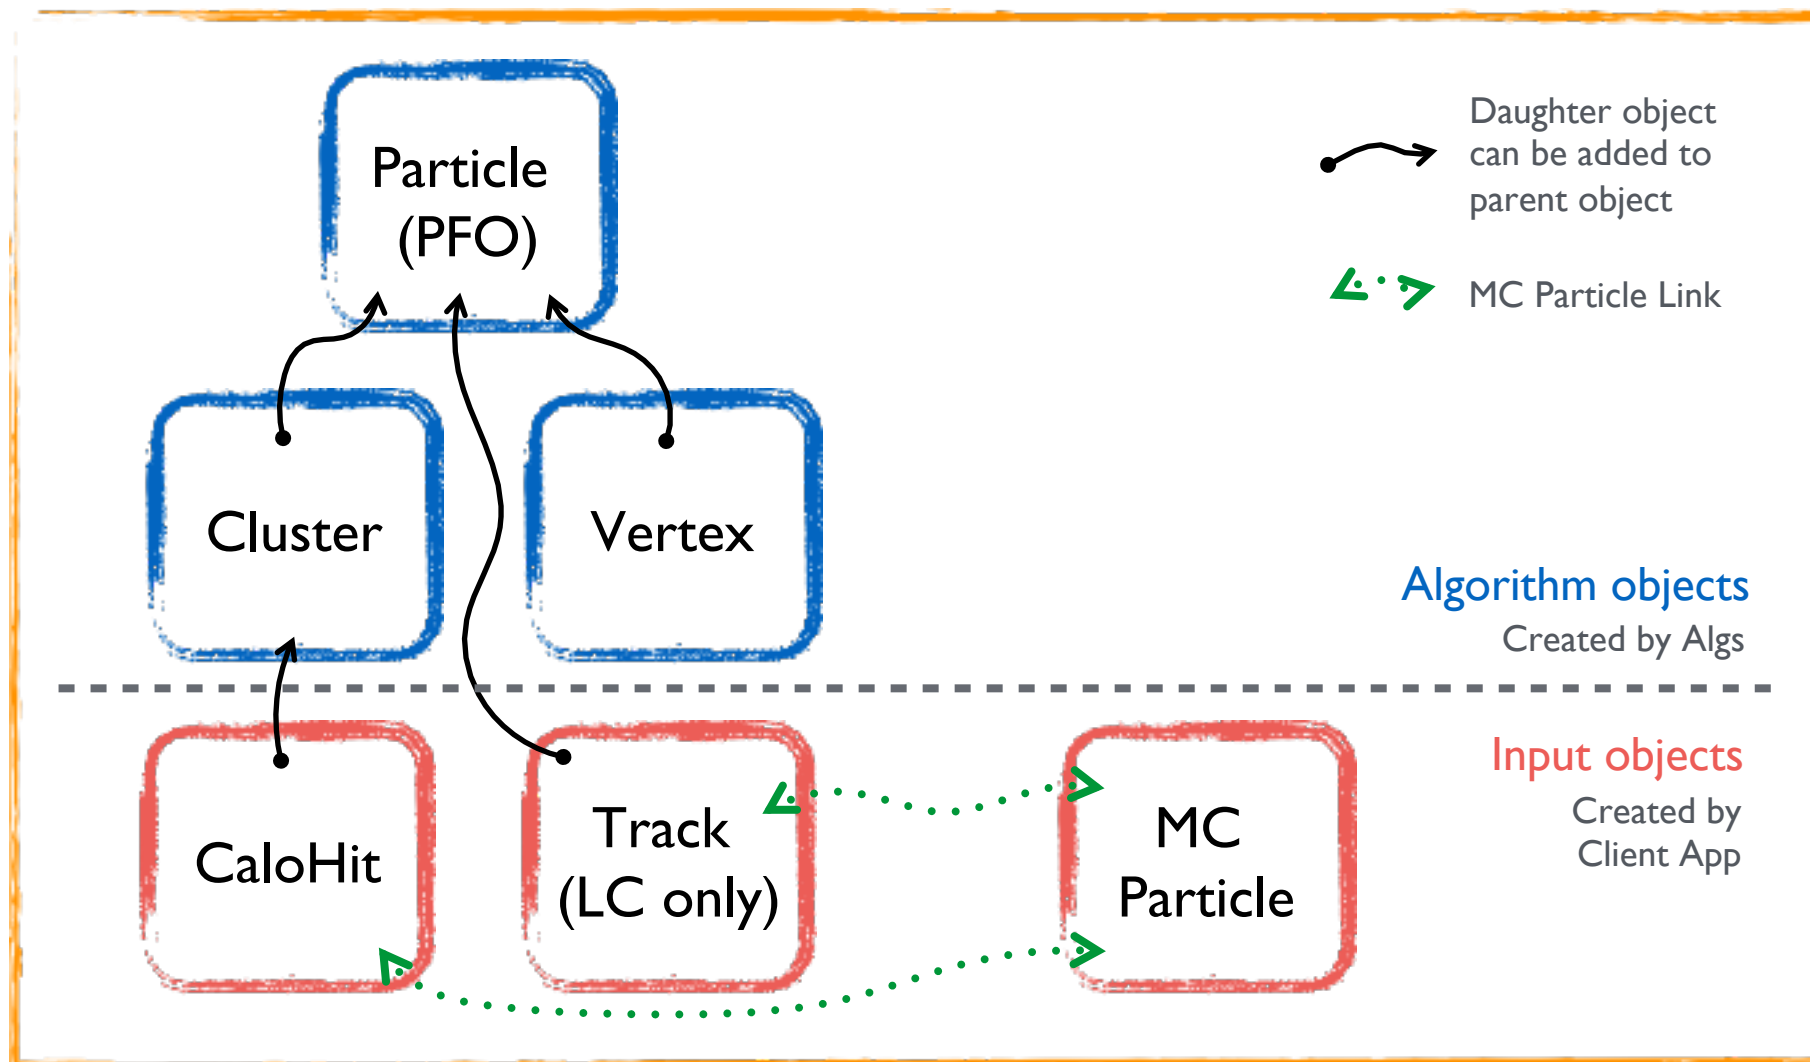 Particle
(PFO)
Daughter object
can be added to
parent object
MC Particle Link
Cluster
Vertex
Algorithm objects
Created by Algs
CaloHit
Track
(LC only)
MC
Particle
Input objects
Created by
Client App